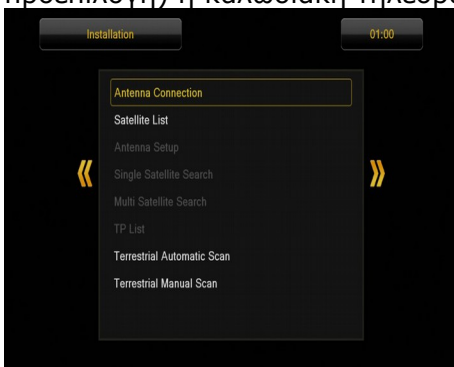 Installation
01:00
Antenna Connection
Satellite List
Antenna Setup
Single Satellite Search
Multi Satellite Search
TP List
Terrestrial Automatic Scan
Terrestrial Manual Scan